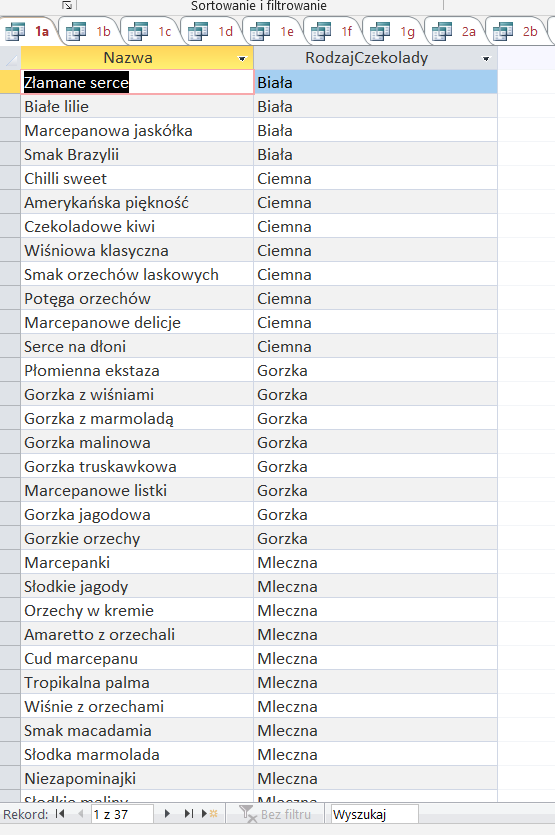 Sortowanie i filtrowanie
1a 1b 1c 1d 1e 1f 1g 2a 2b
Nazwa RodzajCzekolady
Złamane serce Biała
Białe lilie Biała
Marcepanowa jaskółka Biała
Smak Brazylii Biała
Chilli sweet Ciemna
Amerykańska piękność Ciemna
Czekoladowe kiwi Ciemna
Wiśniowa klasyczna Ciemna
Smak orzechów laskowych Ciemna
Potęga orzechów Ciemna
Marcepanowe delicje Ciemna
Serce na dłoni Ciemna
Płomienna ekstaza Gorzka
Gorzka z wiśniami Gorzka
Gorzka z marmoladą Gorzka
Gorzka malinowa Gorzka
Gorzka truskawkowa Gorzka
Marcepanowe listki Gorzka
Gorzka jagodowa Gorzka
Gorzkie orzechy Gorzka
Marcepanki Mleczna
Słodkie jagody Mleczna
Orzechy w kremie Mleczna
Amaretto z orzechali Mleczna
Cud marcepanu Mleczna
Tropikalna palma Mleczna
Wiśnie z orzechami Mleczna
Smak macadamia Mleczna
Słodka marmolada Mleczna
Niezapominajki Mleczna
Słodkie maliny Mleczna
Rekord: 1 z 37 Bez filtru Wyszukaj